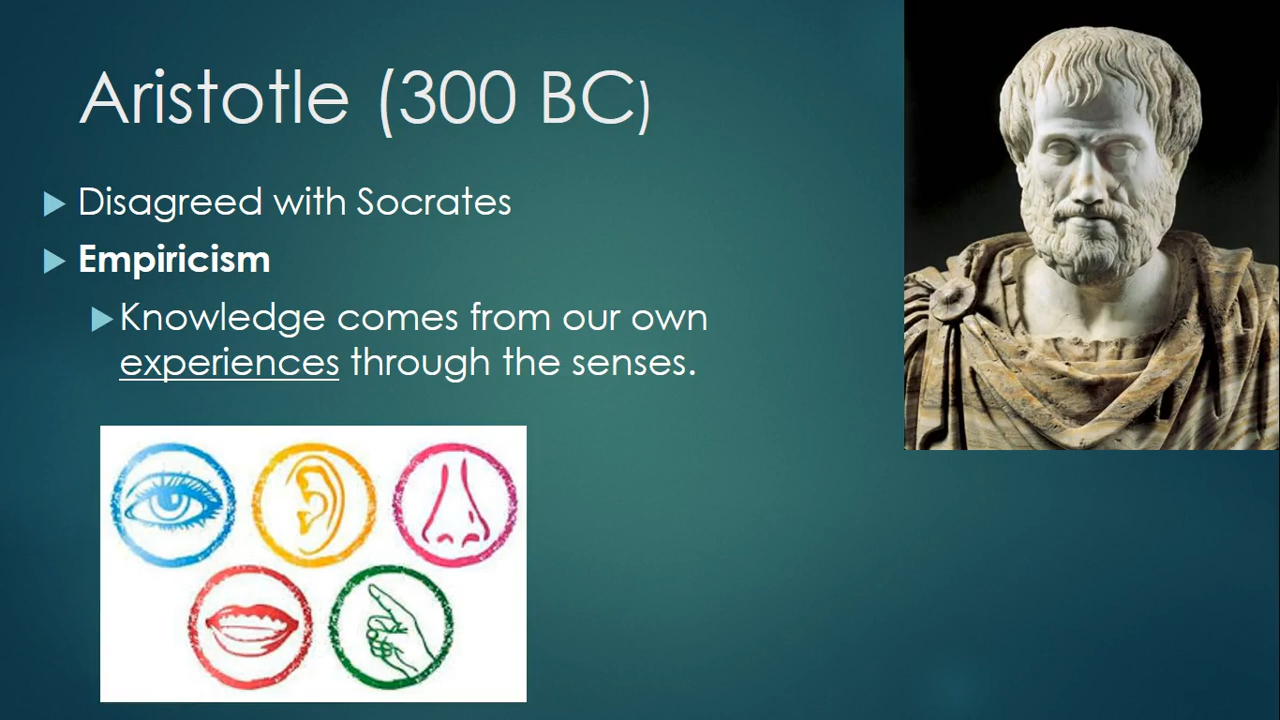 Aristotle (300 BC)
Disagreed with Socrates
Empiricism
Knowledge comes from our own
experiences through the senses.